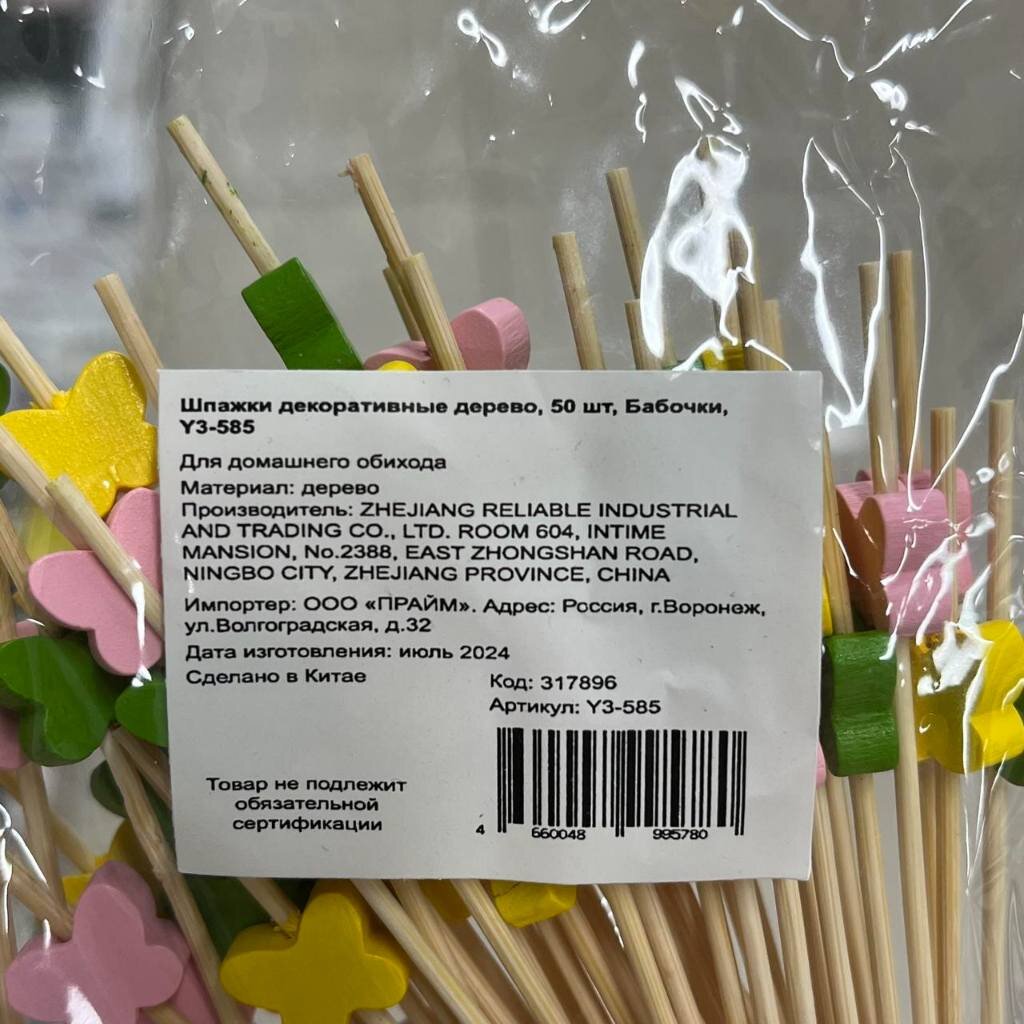 Шпажки декоративные дерево, 50 шт, Бабочки,
Y3-585
Для домашнего обихода
Материал: дерево
Производитель: ZHEJIANG RELIABLE INDUSTRIAL
AND TRADING CO., LTD. ROOM 604, INTIME
MANSION, No.2388, EAST ZHONGSHAN ROAD,
NINGBO CITY, ZHEJIANG PROVINCE, CHINA
Импортер: ООО «ПРАЙМ». Адрес: Россия, г.Воронеж,
ул.Волгоградская, д.32
Дата изготовления: июль 2024
Сделано в Китае
Код: 317896
Артикул: Y3-585
Товар не подлежит
обязательной
сертификации
4 660048 995780